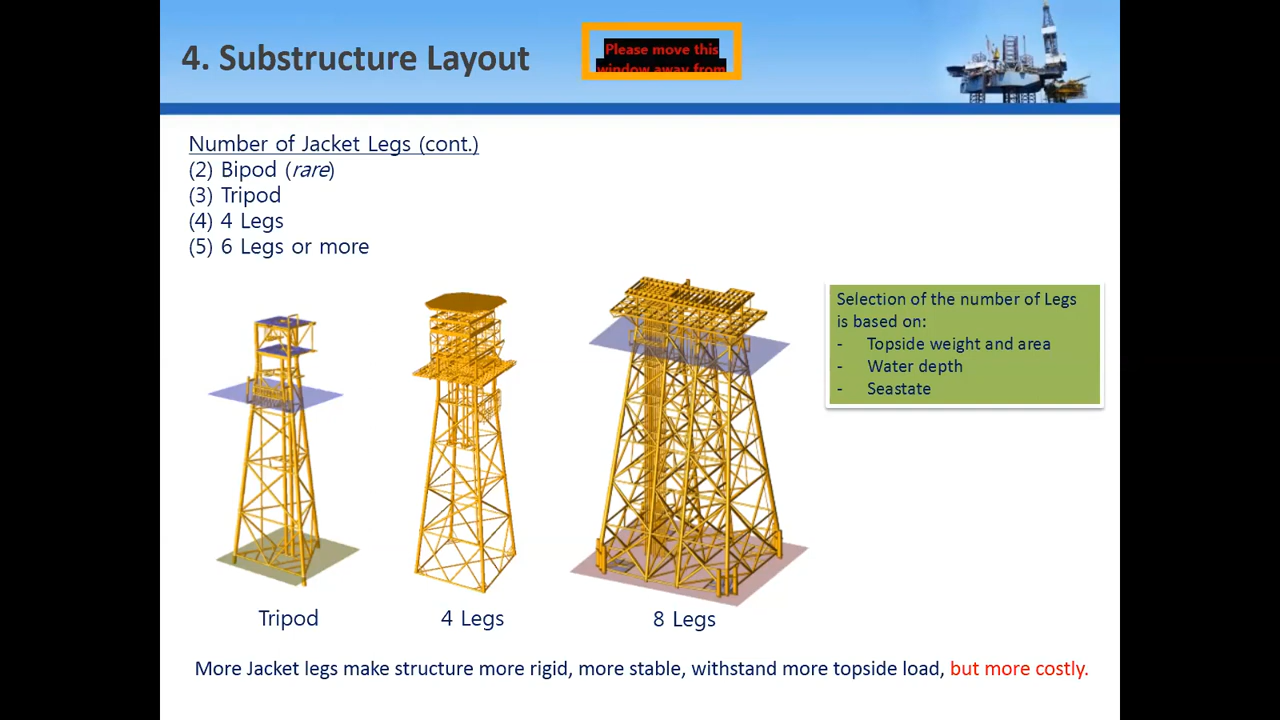 4. Substructure Layout
Please move this
window away from
Number of Jacket Legs (cont.)
(2) Bipod (rare)
(3) Tripod
(4) 4 Legs
(5) 6 Legs or more
Selection of the number of Legs
is based on:
- Topside weight and area
- Water depth
- Seastate
Tripod
4 Legs
8 Legs
More Jacket legs make structure more rigid, more stable, withstand more topside load, but more costly.